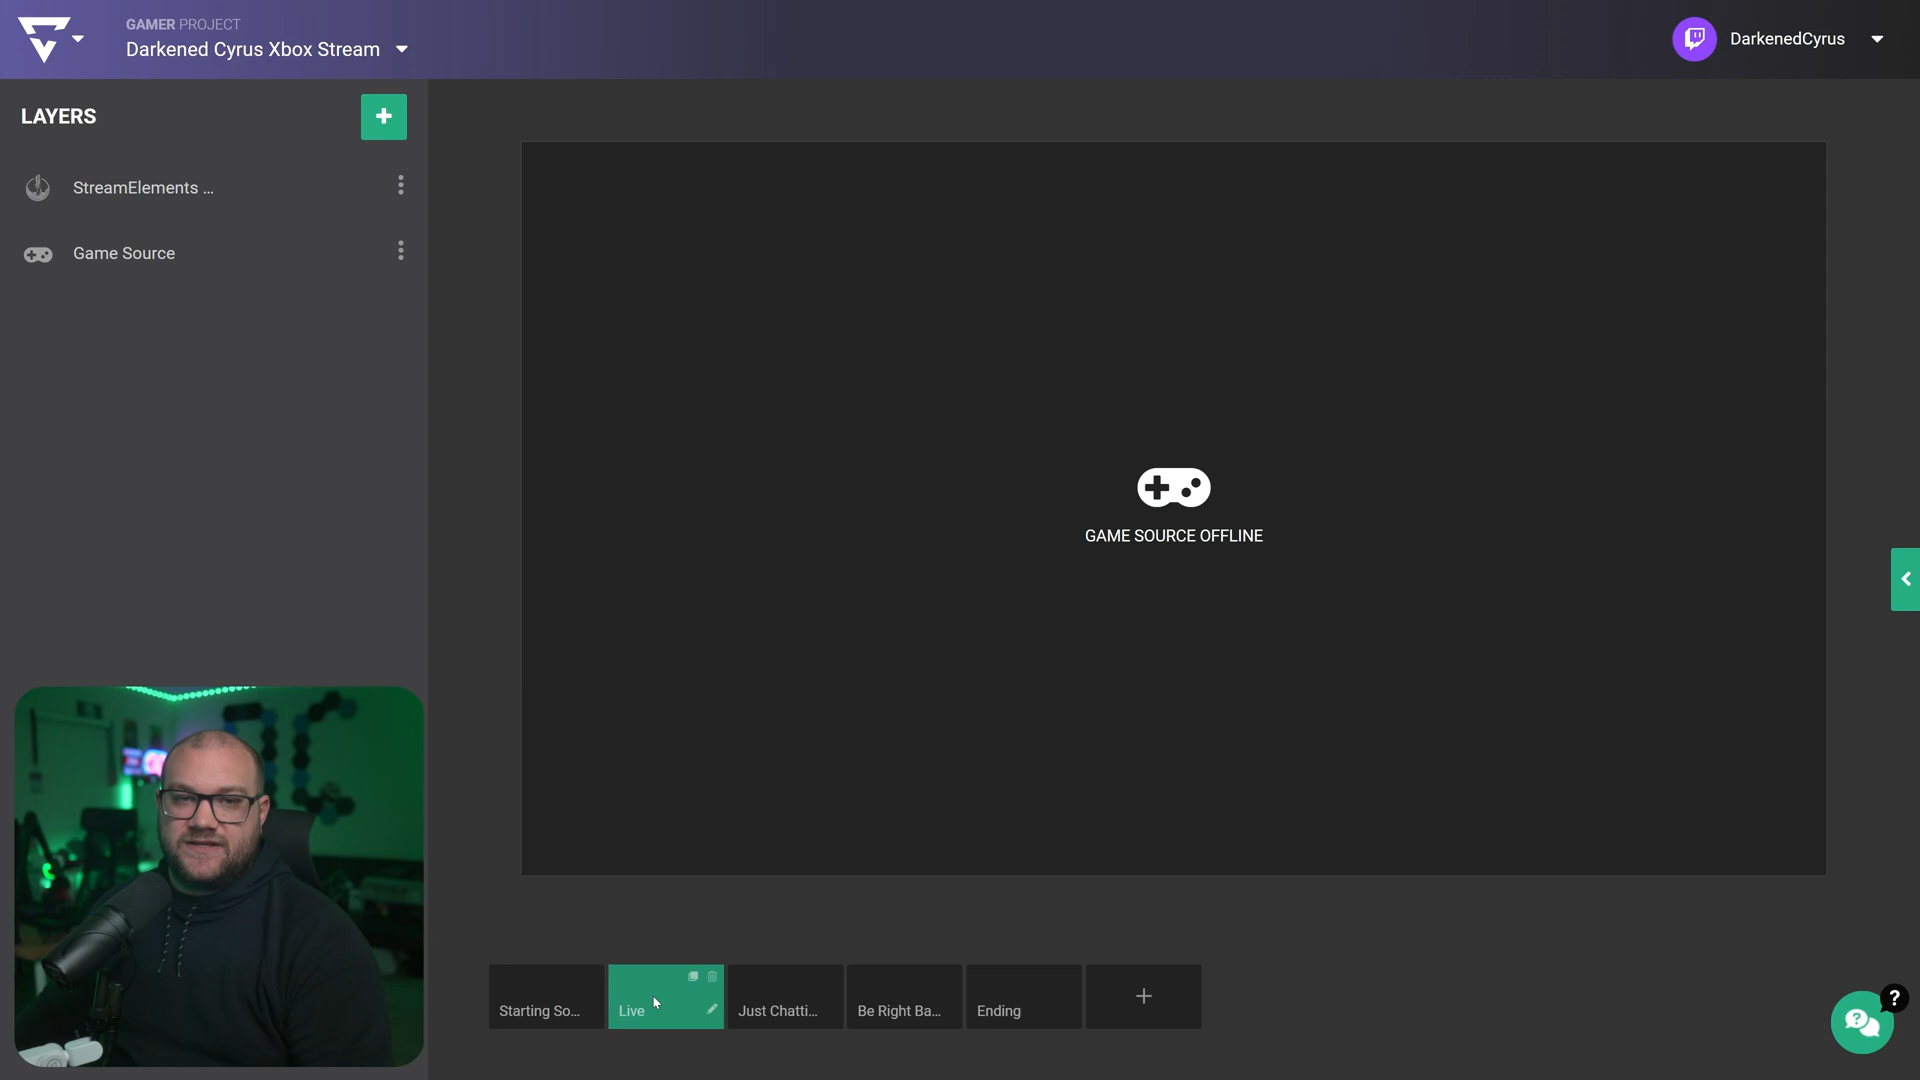 GAMER PROJECT
Darkened Cyrus Xbox Stream
DarkenedCyrus
LAYERS
StreamElements ...
Game Source
GAME SOURCE OFFLINE
Starting So...
Live
Just Chatti...
Be Right Ba...
Ending